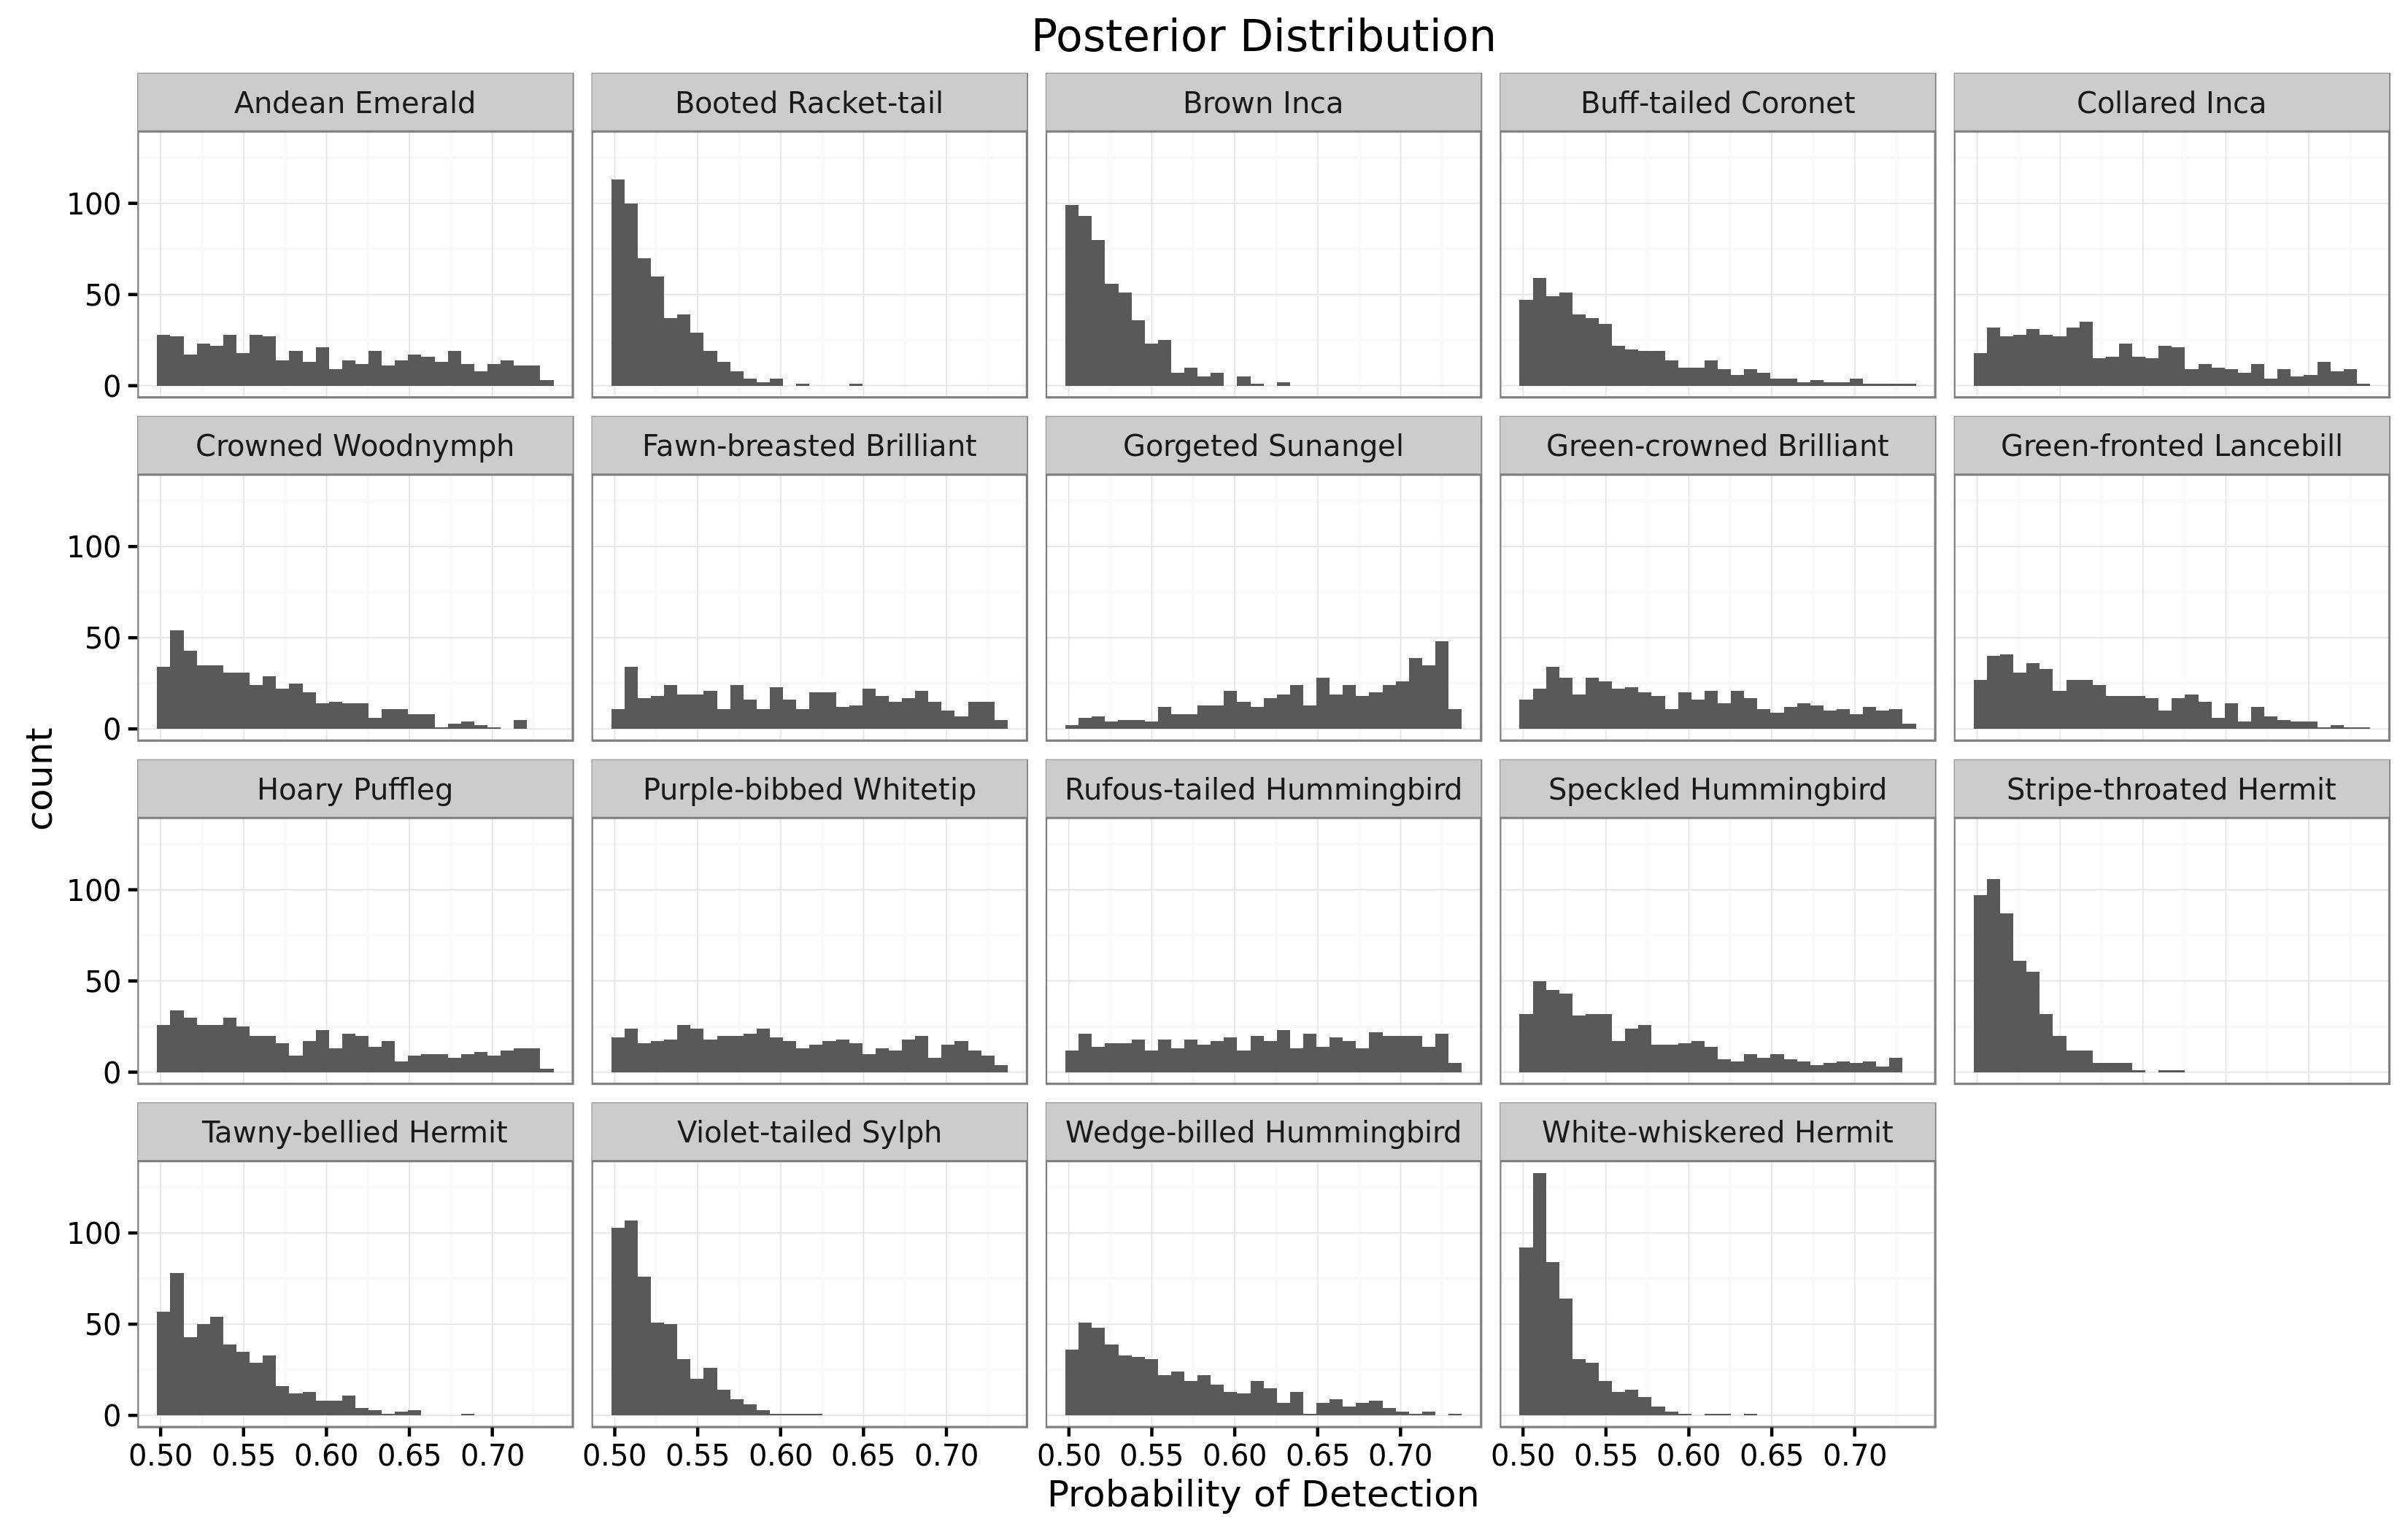 Posterior Distribution
Andean Emerald
Booted Racket-tail
Brown Inca
Buff-tailed Coronet
Collared Inca
100
50
0
Crowned Woodnymph
Fawn-breasted Brilliant
Gorgeted Sunangel
Green-crowned Brilliant
Green-fronted Lancebill
100
50
0
count
Hoary Puffleg
Purple-bibbed Whitetip
Rufous-tailed Hummingbird
Speckled Hummingbird
Stripe-throated Hermit
100
50
0
Tawny-bellied Hermit
Violet-tailed Sylph
Wedge-billed Hummingbird
White-whiskered Hermit
100
50
0
0.50 0.55 0.60 0.65 0.70
0.50 0.55 0.60 0.65 0.70
0.50 0.55 0.60 0.65 0.70
0.50 0.55 0.60 0.65 0.70
Probability of Detection